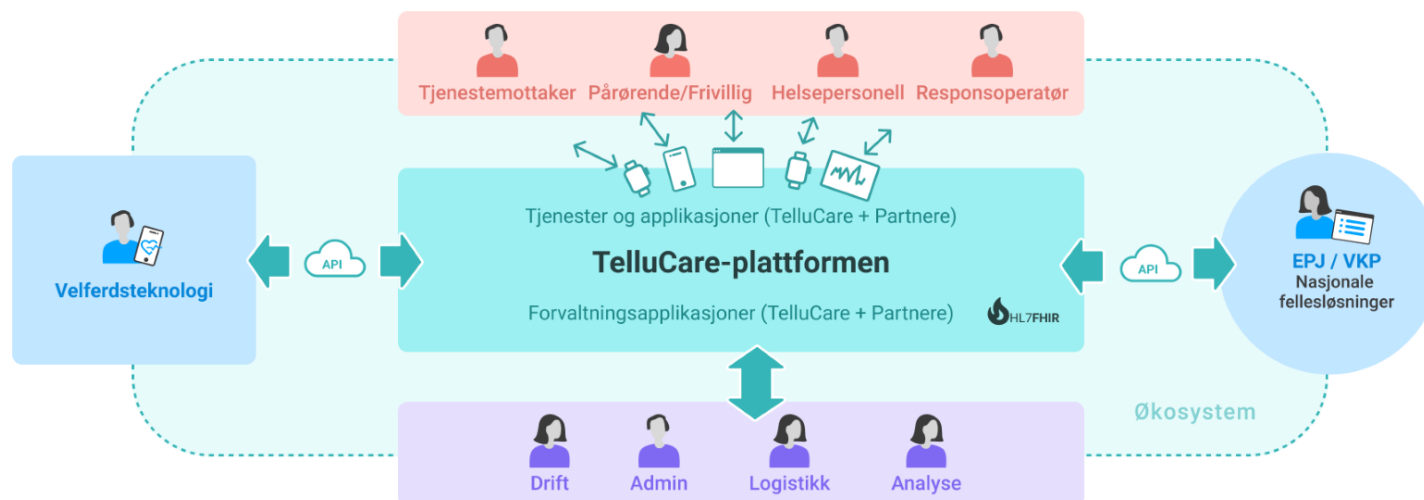 Tjenestemottaker
Pårørende/Frivillig
Helsepersonell
Responsoperatør
Tjenester og applikasjoner (TelluCare + Partnere)
TelluCare-plattformen
Forvaltningsapplikasjoner (TelluCare + Partnere)
HL7FHIR
Velferdsteknologi
API
API
EPJ / VKP
Nasjonale
fellesløsninger
Økosystem
Drift
Admin
Logistikk
Analyse